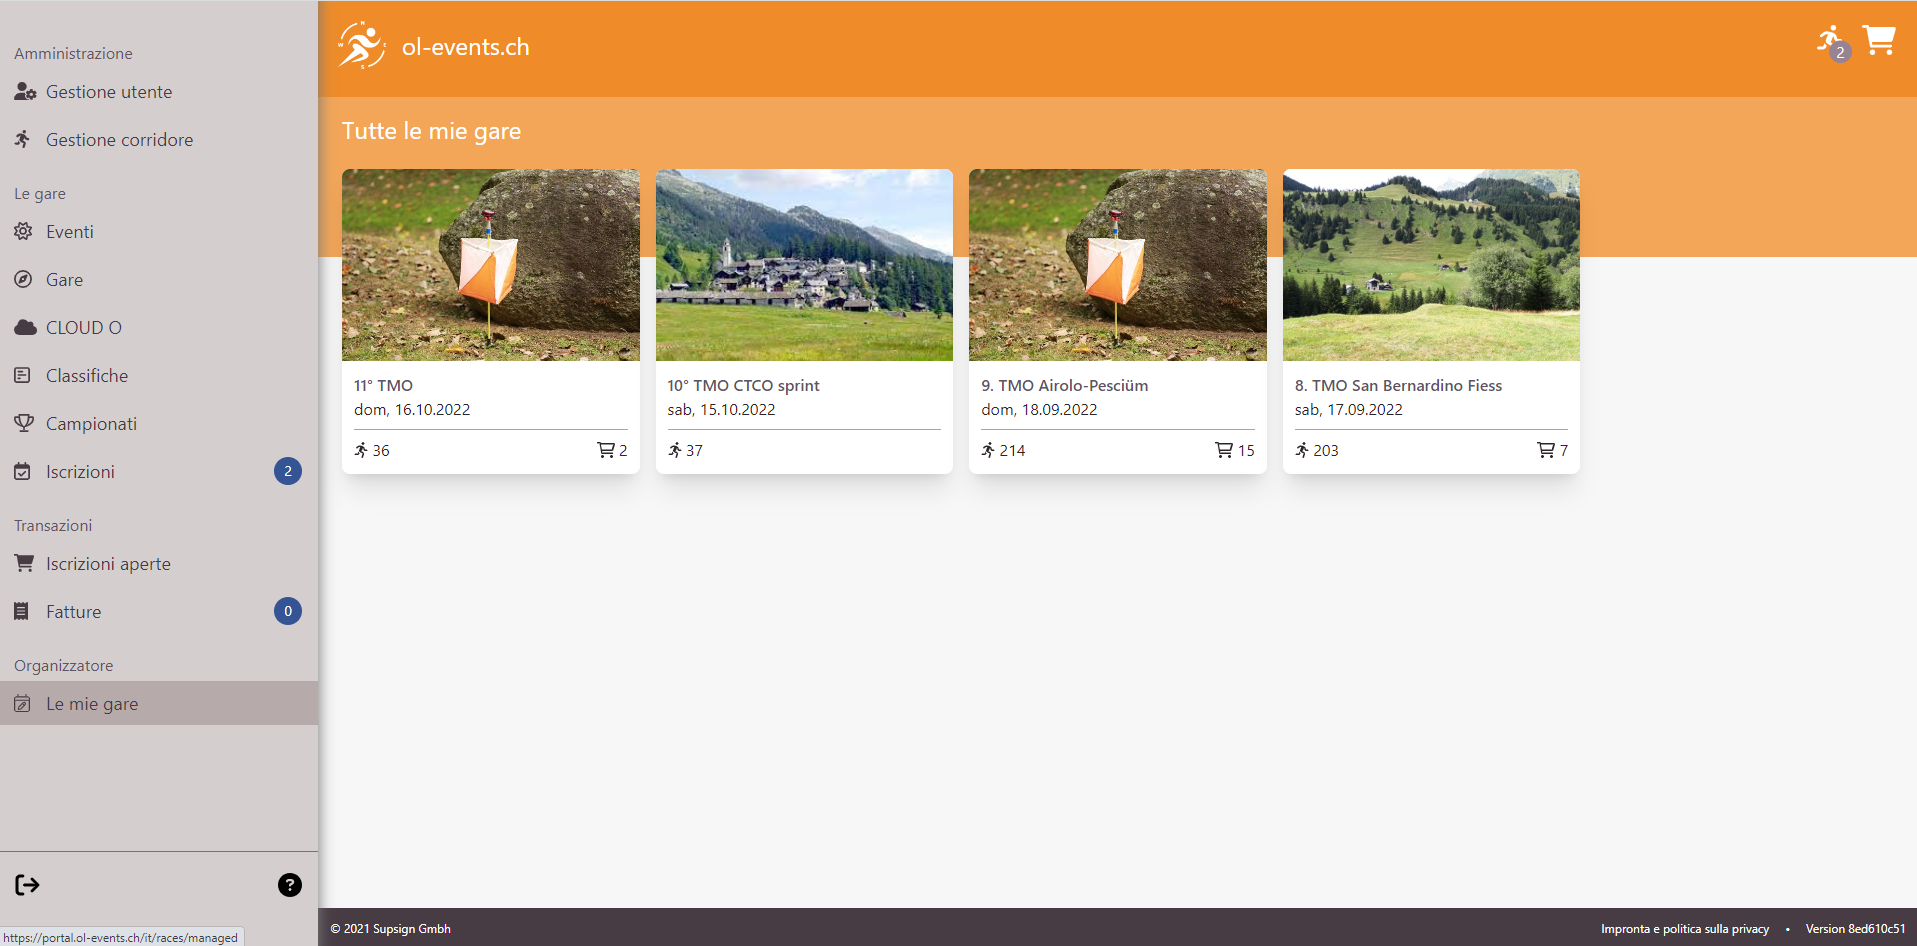 Amministrazione
Gestione utente
Gestione corridore
Le gare
Eventi
Gare
CLOUD O
Classifiche
Campionati
Iscrizioni 2
Transazioni
Iscrizioni aperte
Fatture 0
Organizzatore
Le mie gare
https://portal.ol-events.ch/it/races/managed
N
W E
S
ol-events.ch
2
Tutte le mie gare
11° TMO
dom, 16.10.2022
36 2
10° TMO CTCO sprint
sab, 15.10.2022
37
9. TMO Airolo-Pesciüm
dom, 18.09.2022
214 15
8. TMO San Bernardino Fiess
sab, 17.09.2022
203 7
© 2021 Supsign Gmbh
Impronta e politica sulla privacy • Version 8ed610c51